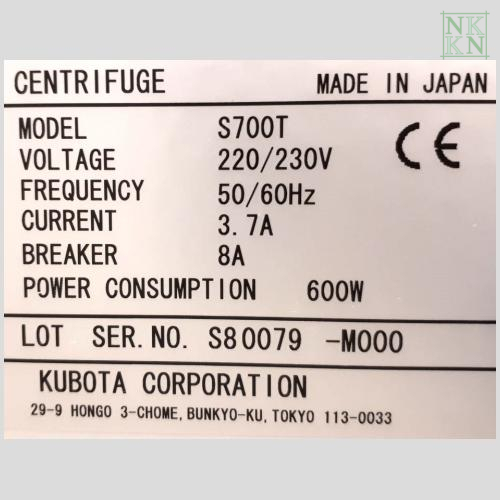 NK
KN
CENTRIFUGE MADE IN JAPAN
MODEL S700T
VOLTAGE 220/230V
FREQUENCY 50/60Hz
CURRENT 3.7A
BREAKER 8A
POWER CONSUMPTION 600W
CE
LOT SER.NO. S80079 -M000
KUBOTA CORPORATION
29-9 HONGO 3-CHOME,BUNKYO-KU,TOKYO 113-0033